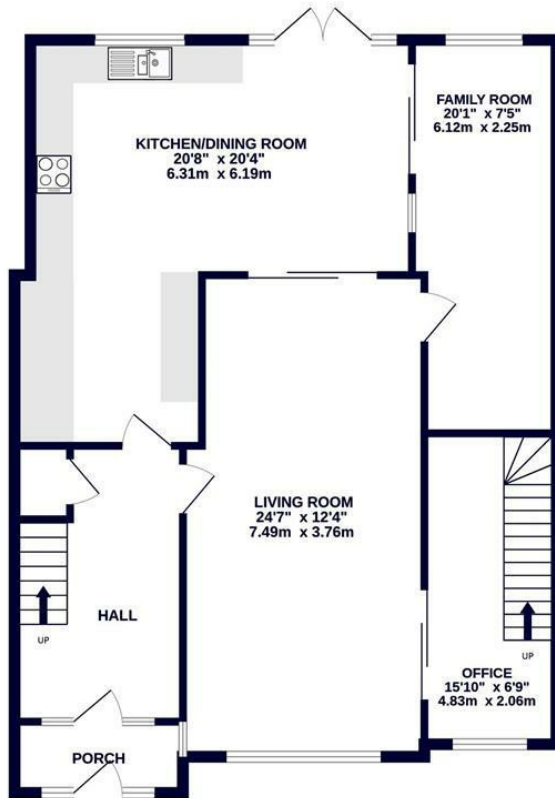 FAMILY ROOM
20'1" x 7'5"
6.12m x 2.25m
KITCHEN/DINING ROOM
20'8" x 20'4"
6.31m x 6.19m
LIVING ROOM
24'7" x 12'4"
7.49m x 3.76m
HALL
UP
UP
OFFICE
15'10" x 6'9"
4.83m x 2.06m
PORCH